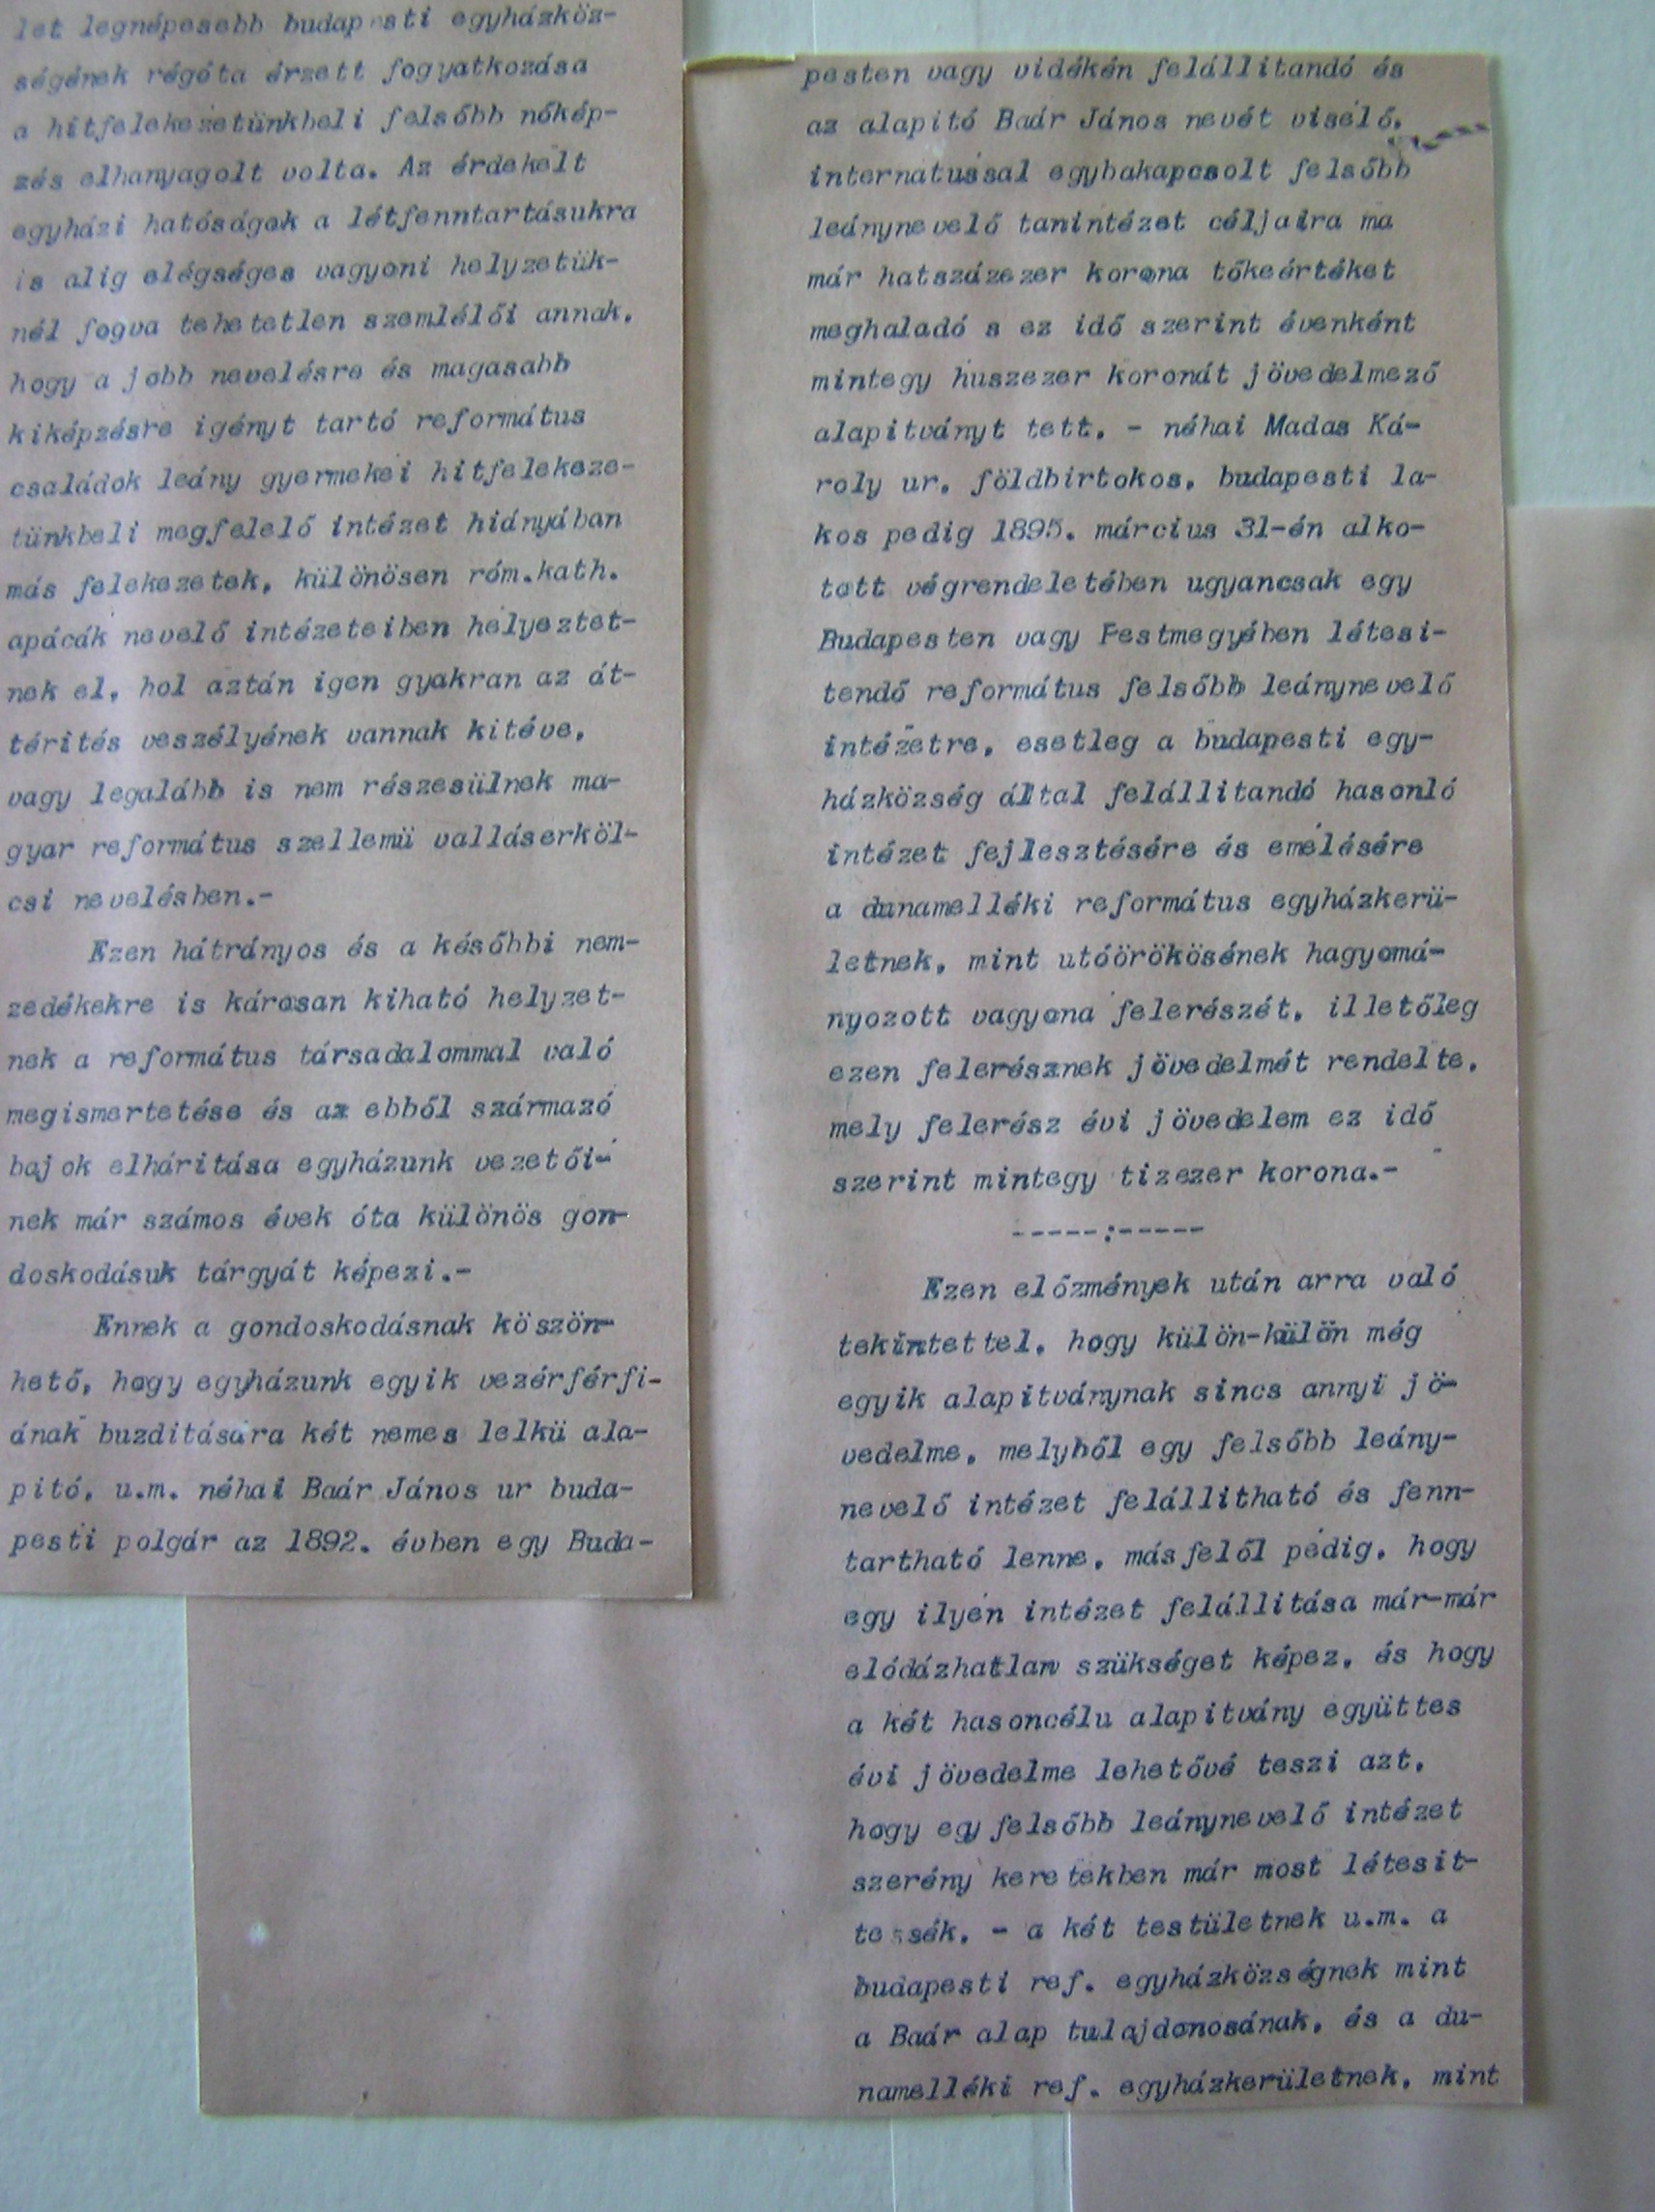 let legnépesebb budapesti egyházköz-
ségének régóta érzett fogyatkozása
a hitfelekezetünkbeli felsőbb nőkép-
zés elhanyagolt volta. Az érdekelt
egyházi hatóságok a létfenntartásukra
is alig elégséges vagyoni helyzetük-
nél fogva tehetetlen szemlélői annak,
hogy a jobb nevelésre és magasabb
kiképzésre igényt tartó református
családok leány gyermekei hitfelekeze-
tünkbeli megfelelő intézet hiányában
más felekezetek, különösen róm.kath.
apácák nevelő intézeteiben helyeztet-
nek el, hol aztán igen gyakran az át-
térités veszélyének vannak kitéve,
vagy legalább is nem részesülnek ma-
gyar református szellemü valláserköl-
csi nevelésben.-
Ezen hátrányos és a későbbi nem-
zedékekre is károsan kiható helyzet-
nek a református társadalommal való
megismertetése és az ebből származó
bajok elháritása egyházunk vezetői-
nek már számos évek óta különös gon-
doskodásuk tárgyát képezi.-
Ennek a gondoskodásnak köszön-
hető, hogy egyházunk egyik vezérférfi-
ának buzditására két nemes lelkü ala-
pitó, u.m. néhai Baár János ur buda-
pesti polgár az 1892. évben egy Buda-
pesten vagy vidékén felállitandó és
az alapitó Baár János nevét viselő,
internatussal egybekapcsolt felsőbb
leánynevelő tanintézet céljaira ma
már hatszázezer korona tőkeértéket
meghaladó s ez idő szerint évenként
mintegy huszezer koronát jövedelmező
alapitványt tett, - néhai Madas Ká-
roly ur, földbirtokos, budapesti la-
kos pedig 1895. március 31-én alko-
tott végrendeletében ugyancsak egy
Budapesten vagy Pestmegyében létesi-
tendő református felsőbb leánynevelő
intézetre, esetleg a budapesti egy-
házközség által felállitandó hasonló
intézet fejlesztésére és emelésére
a dunamelléki református egyházkerü-
letnek, mint utóörökösének hagyomá-
nyozott vagyona felerészét, illetőleg
ezen felerésznek jövedelmét rendelte,
mely felerész évi jövedelem ez idő
szerint mintegy tizezer korona.-
-----:-----
Ezen előzmények után arra való
tekintettel, hogy külön-külön még
egyik alapitványnak sincs annyi jö-
vedelme, melyből egy felsőbb leány-
nevelő intézet felállitható és fenn-
tartható lenne, másfelől pedig, hogy
egy ilyen intézet felállitása már-már
elódázhatlan szükséget képez, és hogy
a két hasoncélu alapitvány együttes
évi jövedelme lehetővé teszi azt,
hogy egy felsőbb leánynevelő intézet
szerény keretekben már most létesit-
tessék, - a két testületnek u.m. a
budapesti ref. egyházközségnek mint
a Baár alap tulajdonosának, és a du-
namelléki ref. egyházkerületnek, mint